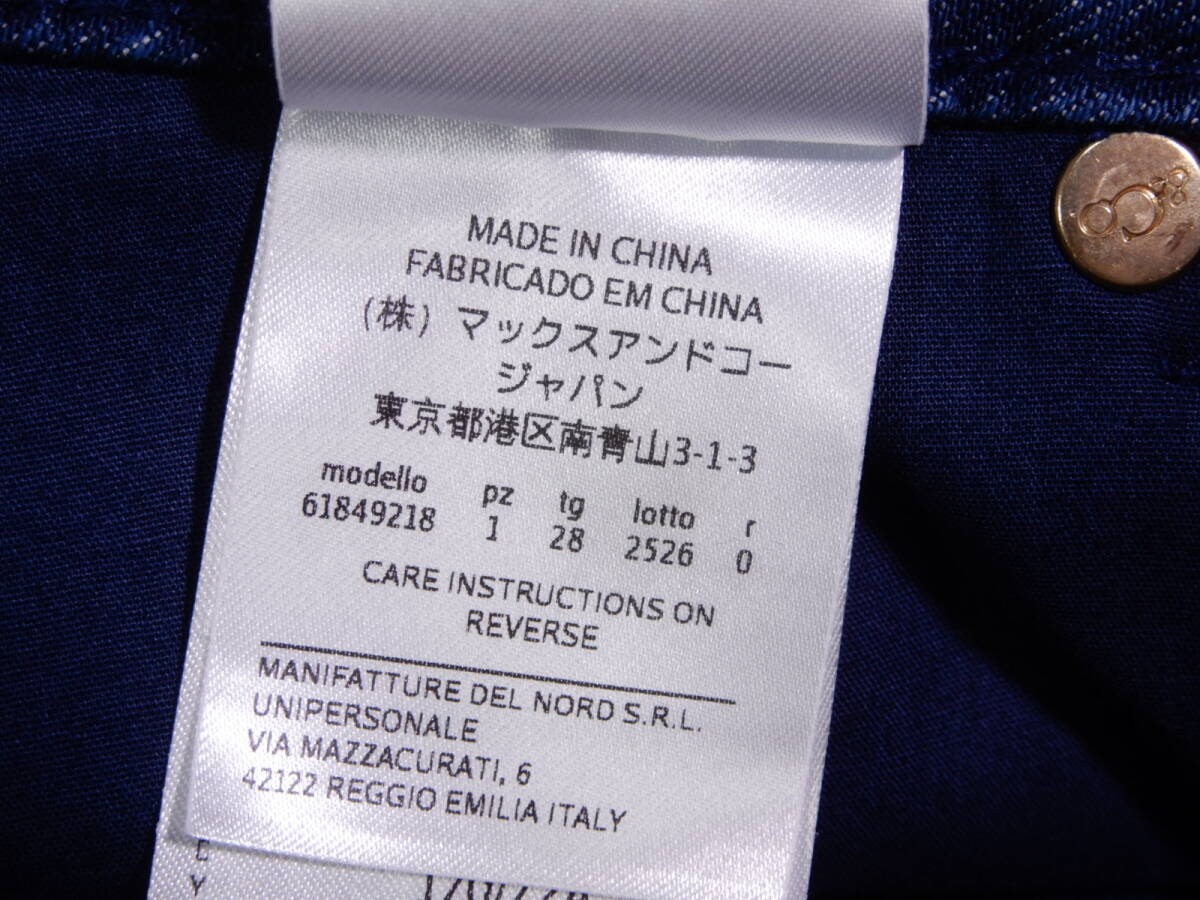 MADE IN CHINA
FABRICADO EM CHINA
(株) マックスアンドコー
ジャパン
東京都港区南青山3-1-3
modello pz tg lotto r
61849218 1 28 2526 0
CARE INSTRUCTIONS ON
REVERSE
MANIFATTURE DEL NORD S.R.L.
UNIPERSONALE
VIA MAZZACURATI, 6
42122 REGGIO EMILIA ITALY
Y